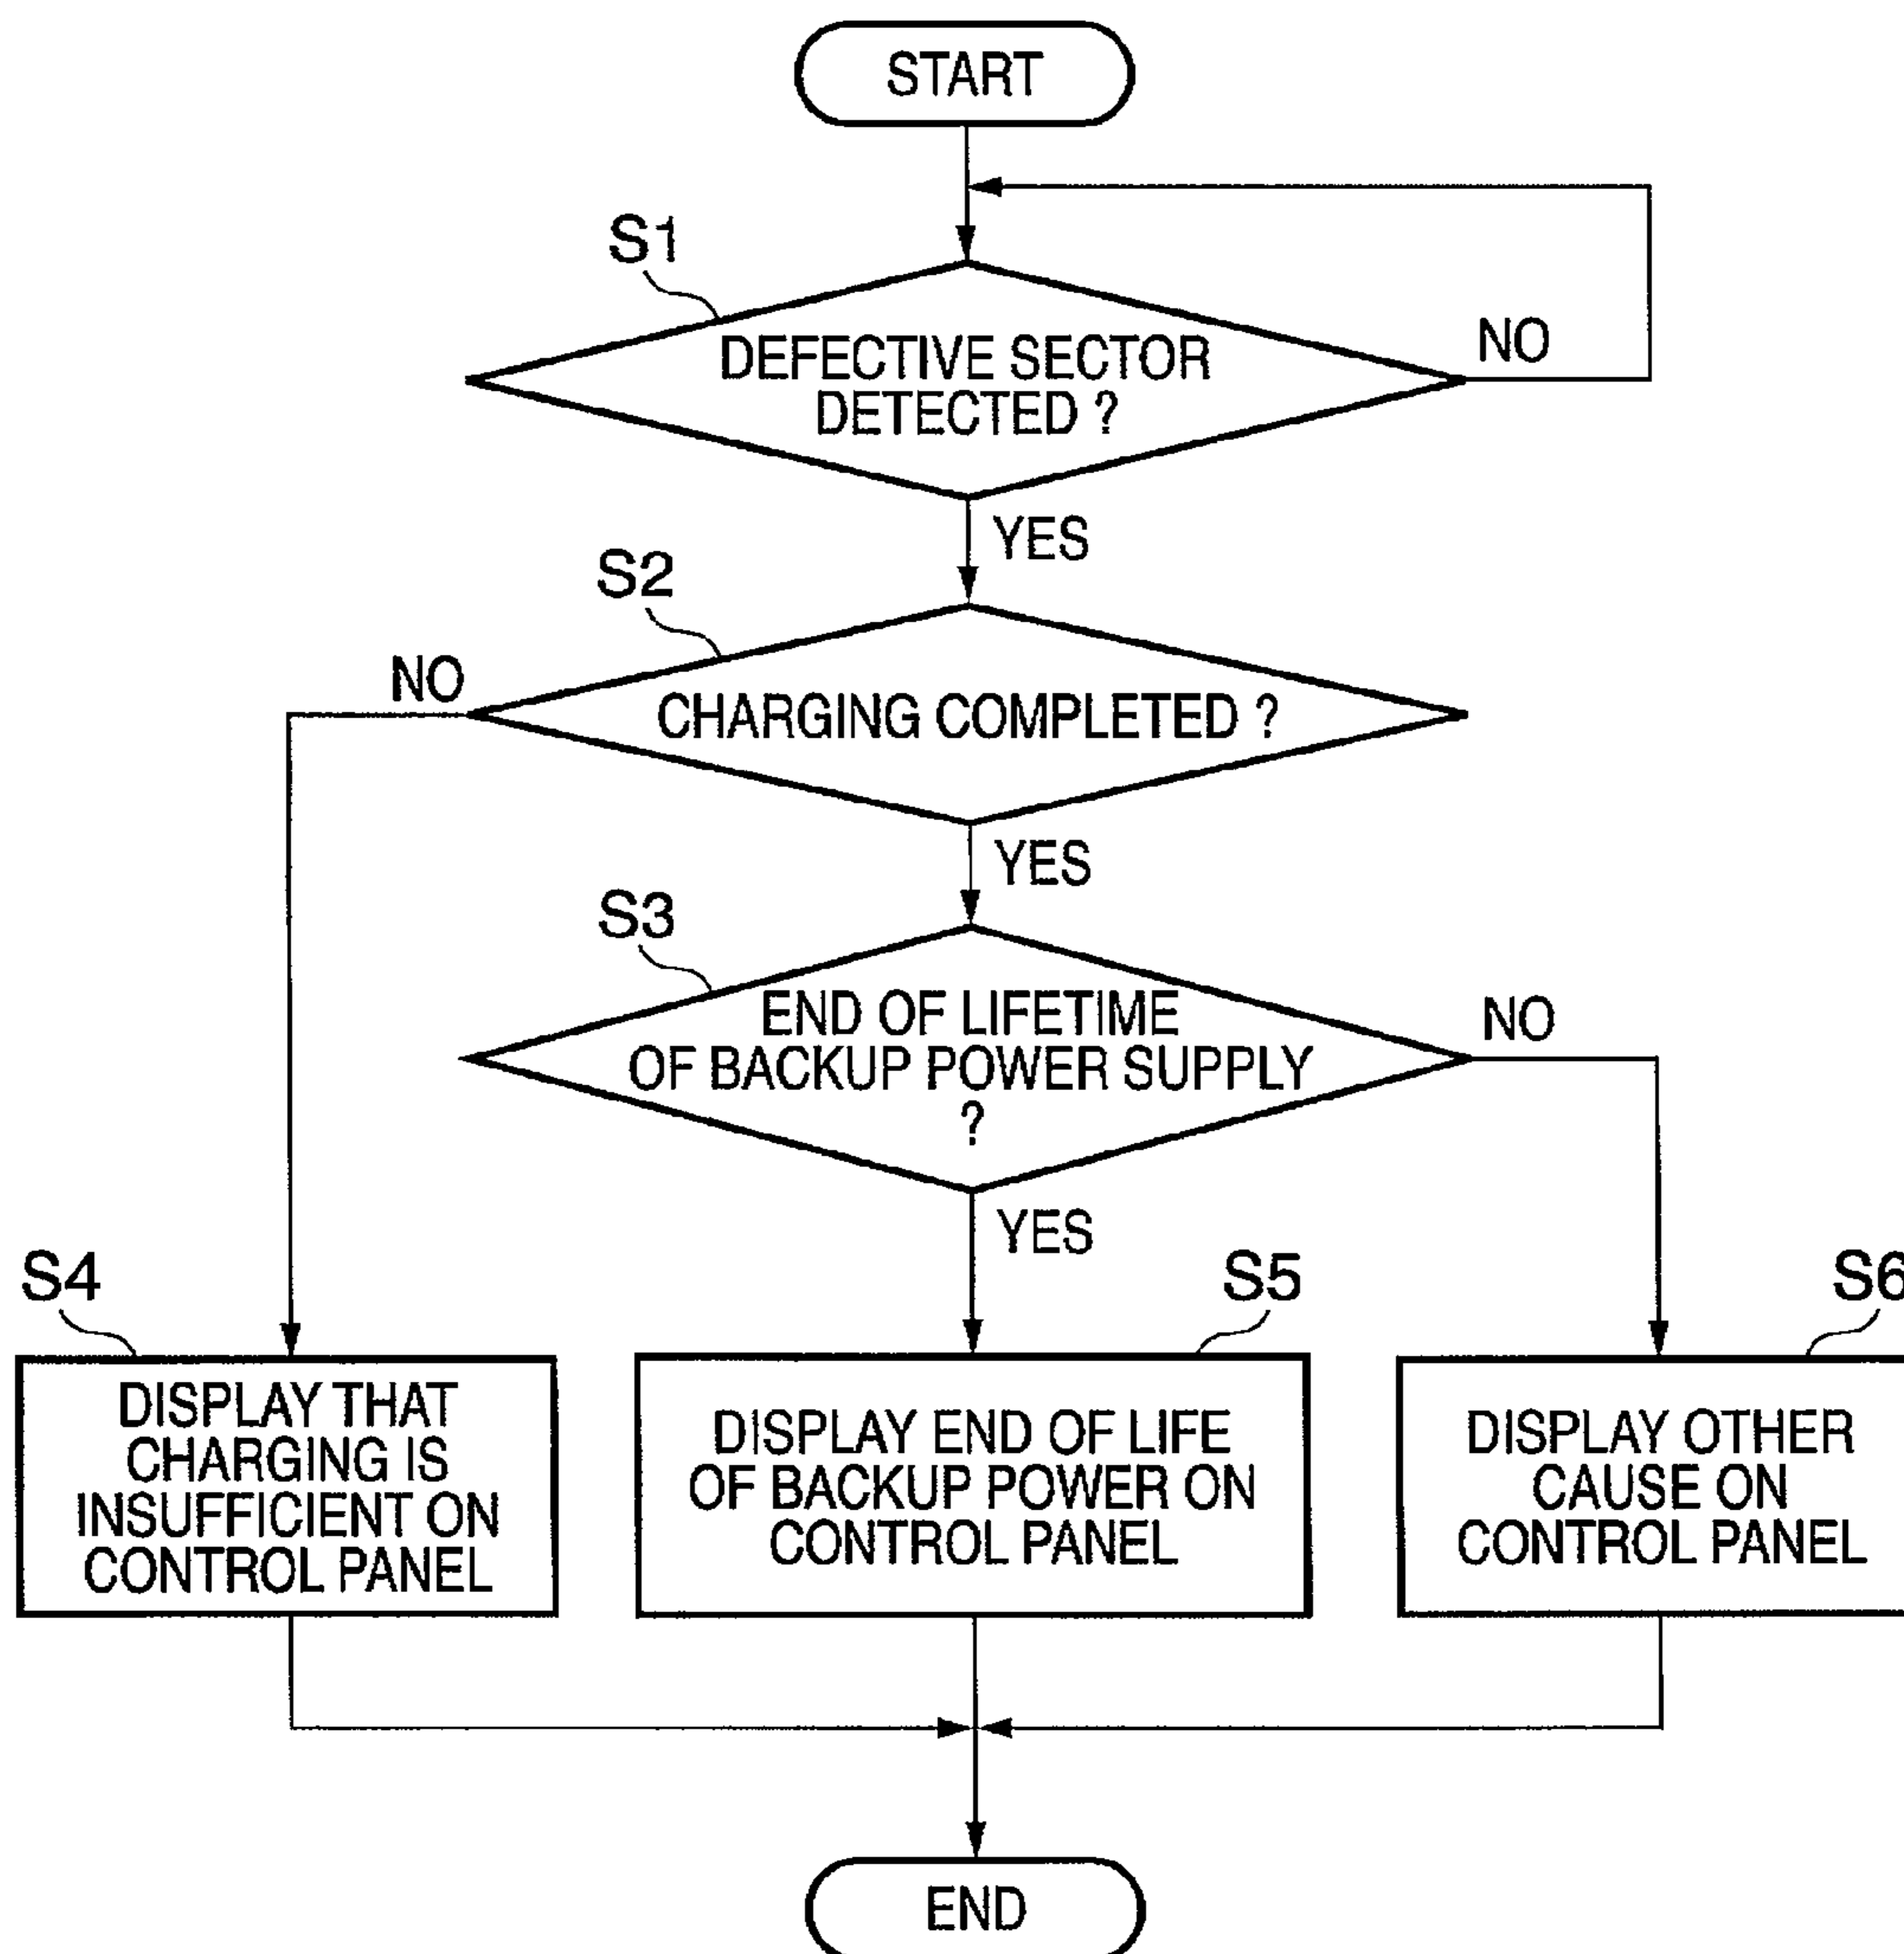 START
S1
DEFECTIVE SECTOR
DETECTED ?
NO
YES
S2
NO
CHARGING COMPLETED ?
YES
S3
END OF LIFETIME
OF BACKUP POWER SUPPLY
?
NO
YES
S4
S5
S6
DISPLAY THAT
CHARGING IS
INSUFFICIENT ON
CONTROL PANEL
DISPLAY END OF LIFE
OF BACKUP POWER ON
CONTROL PANEL
DISPLAY OTHER
CAUSE ON
CONTROL PANEL
END